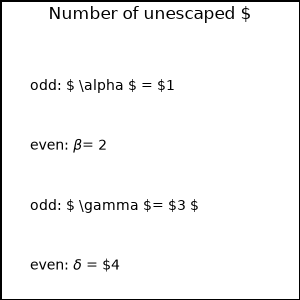 Number of unescaped $
odd: $ \alpha $ = $1
even: β= 2
odd: $ \gamma $= $3 $
even: δ = $4